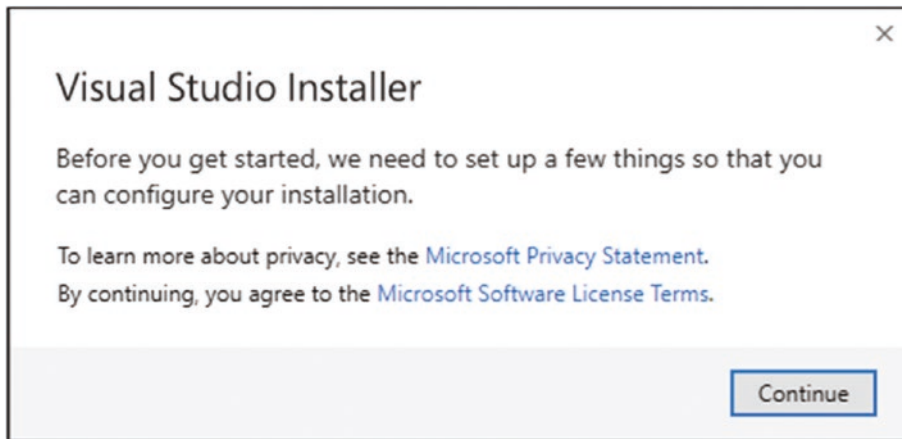 Visual Studio Installer
Before you get started, we need to set up a few things so that you
can configure your installation.
To learn more about privacy, see the Microsoft Privacy Statement.
By continuing, you agree to the Microsoft Software License Terms.
Continue